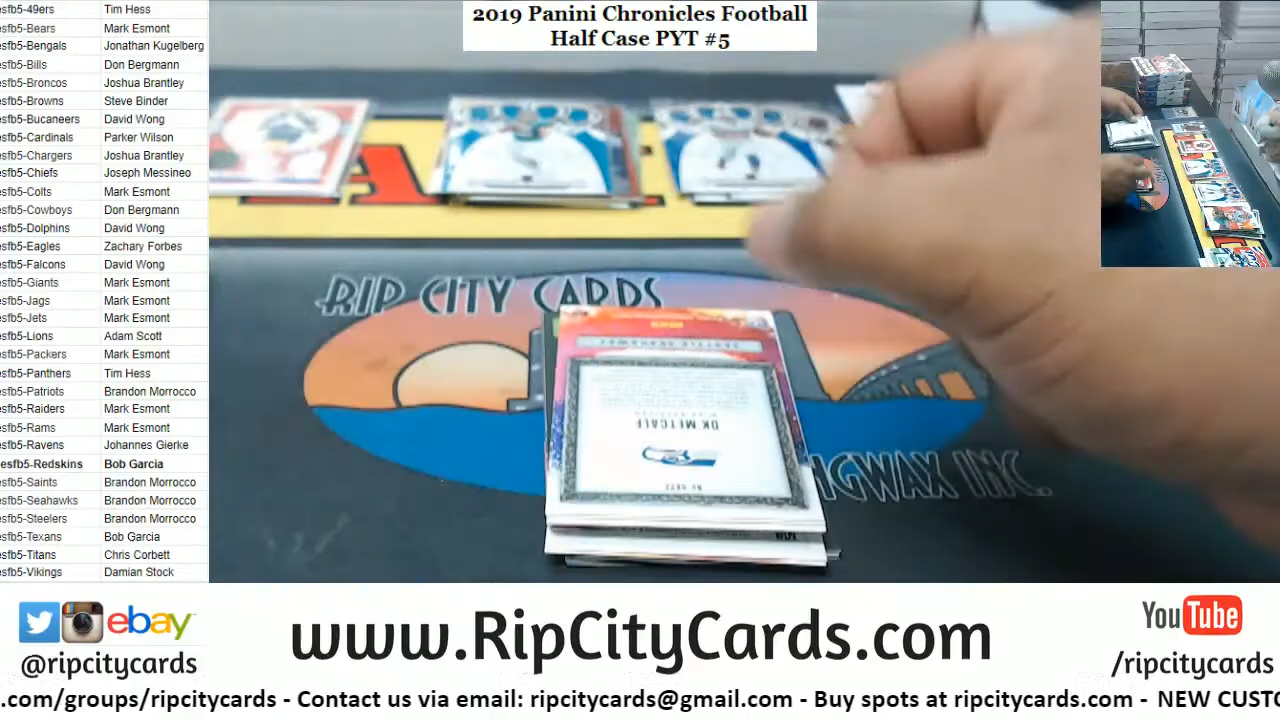 2019 Panini Chronicles Football
Half Case PYT #5
esfb5-49ers Tim Hess
esfb5-Bears Mark Esmont
esfb5-Bengals Jonathan Kugelberg
esfb5-Bills Don Bergmann
esfb5-Broncos Joshua Brantley
esfb5-Browns Steve Binder
esfb5-Bucaneers David Wong
esfb5-Cardinals Parker Wilson
esfb5-Chargers Joshua Brantley
esfb5-Chiefs Joseph Messineo
esfb5-Colts Mark Esmont
esfb5-Cowboys Don Bergmann
esfb5-Dolphins David Wong
esfb5-Eagles Zachary Forbes
esfb5-Falcons David Wong
esfb5-Giants Mark Esmont
esfb5-Jags Mark Esmont
esfb5-Jets Mark Esmont
esfb5-Lions Adam Scott
esfb5-Packers Mark Esmont
esfb5-Panthers Tim Hess
esfb5-Patriots Brandon Morrocco
esfb5-Raiders Mark Esmont
esfb5-Rams Mark Esmont
esfb5-Ravens Johannes Gierke
esfb5-Redskins Bob Garcia
esfb5-Saints Brandon Morrocco
esfb5-Seahawks Brandon Morrocco
esfb5-Steelers Brandon Morrocco
esfb5-Texans Bob Garcia
esfb5-Titans Chris Corbett
esfb5-Vikings Damian Stock
RIP CITY CARDS
SEATTLE SEAHAWKS
DK METCALF
NGWAX INC.
ebay
@ripcitycards
www.RipCityCards.com
YouTube
/ripcitycards
.com/groups/ripcitycards - Contact us via email: ripcitycards@gmail.com - Buy spots at ripcitycards.com - NEW CUSTO